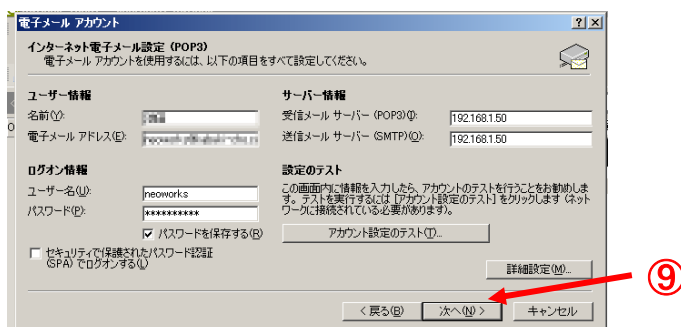 電子メール アカウント
インターネット電子メール設定 (POP3)
電子メール アカウントを使用するには、以下の項目をすべて設定してください。
ユーザー情報
名前(Y):
電子メール アドレス(E):
サーバー情報
受信メール サーバー (POP3)(I): 192.168.1.50
送信メール サーバー (SMTP)(O): 192.168.1.50
ログオン情報
ユーザー名(U): neoworks
パスワード(P): **********
パスワードを保存する(R)
セキュリティで保護されたパスワード認証
(SPA) でログオンする(L)
設定のテスト
この画面内に情報を入力したら、アカウントのテストを行うことをお勧めしま
す。テストを実行するには [アカウント設定のテスト] をクリックします (ネット
ワークに接続されている必要があります)。
アカウント設定のテスト(T)...
詳細設定(M)...
⑨
< 戻る(B) 次へ(N) > キャンセル